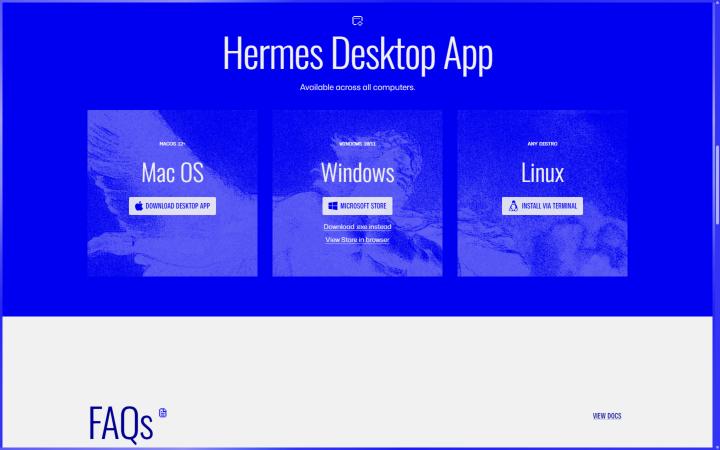 Hermes Desktop App
Available across all computers.
MACOS 12+
Mac OS
DOWNLOAD DESKTOP APP
WINDOWS 10/11
Windows
MICROSOFT STORE
Download .exe instead
View Store in browser
ANY DISTRO
Linux
INSTALL VIA TERMINAL
FAQs
VIEW DOCS